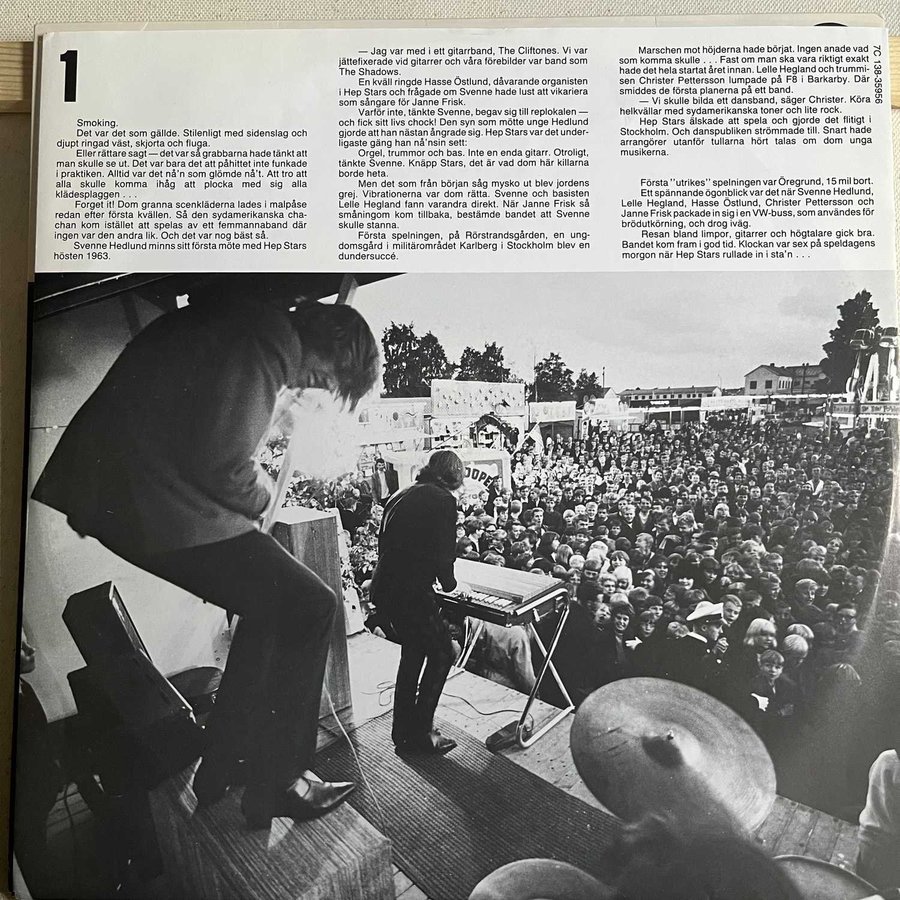 1
Smoking.
Det var det som gällde. Stilenligt med sidenslag och
djupt ringad väst, skjorta och fluga.
Eller rättare sagt — det var så grabbarna hade tänkt att
man skulle se ut. Det var bara det att påhittet inte funkade
i praktiken. Alltid var det nå'n som glömde nå't. Att tro att
alla skulle komma ihåg att plocka med sig alla
klädesplaggen . . .
Forget it! Dom granna scenkläderna lades i malpåse
redan efter första kvällen. Så den sydamerikanska cha-
chan kom istället att spelas av ett femmannaband där
ingen var den andra lik. Och det var nog bäst så.
Svenne Hedlund minns sitt första möte med Hep Stars
hösten 1963.
— Jag var med i ett gitarrband, The Cliftones. Vi var
jättefixerade vid gitarrer och våra förebilder var band som
The Shadows.
En kväll ringde Hasse Östlund, dåvarande organisten
i Hep Stars och frågade om Svenne hade lust att vikariera
som sångare för Janne Frisk.
Varför inte, tänkte Svenne, begav sig till replokalen —
och fick sitt livs chock! Den syn som mötte unge Hedlund
gjorde att han nästan ångrade sig. Hep Stars var det under-
ligaste gäng han nå'nsin sett:
Orgel, trummor och bas. Inte en enda gitarr. Otroligt,
tänkte Svenne. Knäpp Stars, det är vad dom här killarna
borde heta.
Men det som från början såg mysko ut blev jordens
grej. Vibrationerna var dom rätta. Svenne och basisten
Lelle Hegland fann varandra direkt. När Janne Frisk så
småningom kom tillbaka, bestämde bandet att Svenne
skulle stanna.
Första spelningen, på Rörstrandsgården, en ung-
domsgård i militärområdet Karlberg i Stockholm blev en
dundersuccé.
Marschen mot höjderna hade börjat. Ingen anade vad
som komma skulle . . . Fast om man ska vara riktigt exakt
hade det hela startat året innan. Lelle Hegland och trummi-
sen Christer Pettersson lumpade på F8 i Barkarby. Där
smiddes de första planerna på ett band.
— Vi skulle bilda ett dansband, säger Christer. Köra
helkvällar med sydamerikanska toner och lite rock.
Hep Stars älskade att spela och gjorde det flitigt i
Stockholm. Och danspubliken strömmade till. Snart hade
arrangörer utanför tullarna hört talas om dom unga
musikerna.
Första "utrikes" spelningen var Öregrund, 15 mil bort.
Ett spännande ögonblick var det när Svenne Hedlund,
Lelle Hegland, Hasse Östlund, Christer Pettersson och
Janne Frisk packade in sig i en VW-buss, som användes för
brödutkörning, och drog iväg.
Resan bland limpor, gitarrer och högtalare gick bra.
Bandet kom fram i god tid. Klockan var sex på speldagens
morgon när Hep Stars rullade in i sta'n . . .
7C 138-35956